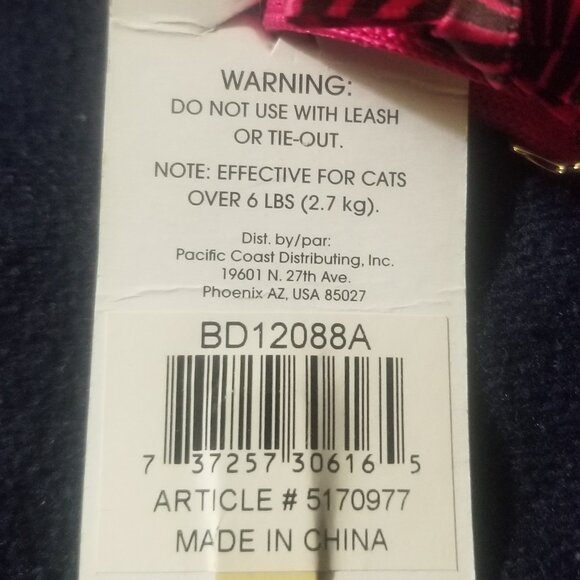 WARNING:
DO NOT USE WITH LEASH
OR TIE-OUT.
NOTE: EFFECTIVE FOR CATS
OVER 6 LBS (2.7 kg).
Dist. by/par:
Pacific Coast Distributing, Inc.
19601 N. 27th Ave.
Phoenix AZ, USA 85027
BD12088A
7 37257 30616 5
ARTICLE # 5170977
MADE IN CHINA